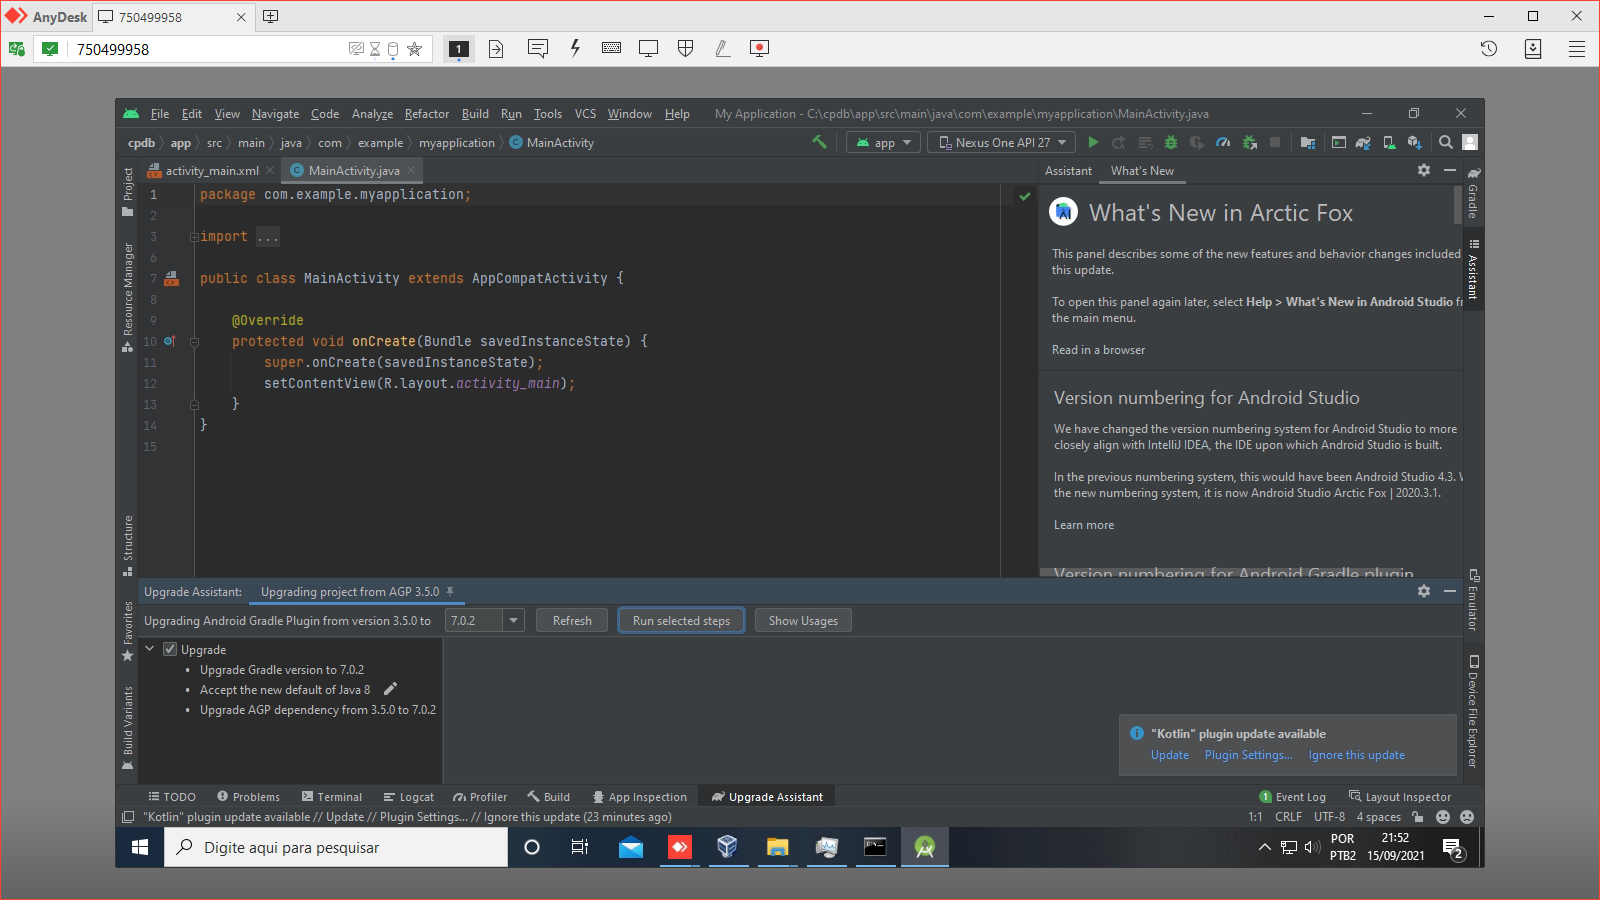 AnyDesk
750499958
750499958
1
File Edit View Navigate Code Analyze Refactor Build Run Tools VCS Window Help My Application - C:\cpdb\app\src\main\java\com\example\myapplication\MainActivity.java
cpdb app src main java com example myapplication MainActivity
app
Nexus One API 27
Project
Resource Manager
Structure
Favorites
Build Variants
activity_main.xml
MainActivity.java
1 package com.example.myapplication;
2
3 import ...
6
7 public class MainActivity extends AppCompatActivity {
8
9 @Override
10 protected void onCreate(Bundle savedInstanceState) {
11 super.onCreate(savedInstanceState);
12 setContentView(R.layout.activity_main);
13 }
14 }
15
Assistant What's New
What's New in Arctic Fox
This panel describes some of the new features and behavior changes included
this update.
To open this panel again later, select Help > What's New in Android Studio fr
the main menu.
Read in a browser
Version numbering for Android Studio
We have changed the version numbering system for Android Studio to more
closely align with IntelliJ IDEA, the IDE upon which Android Studio is built.
In the previous numbering system, this would have been Android Studio 4.3. W
the new numbering system, it is now Android Studio Arctic Fox | 2020.3.1.
Learn more
Version numbering for Android Gradle plugin
Gradle
Assistant
Emulator
Device File Explorer
Upgrade Assistant: Upgrading project from AGP 3.5.0
Upgrading Android Gradle Plugin from version 3.5.0 to 7.0.2 Refresh Run selected steps Show Usages
Upgrade
• Upgrade Gradle version to 7.0.2
• Accept the new default of Java 8
• Upgrade AGP dependency from 3.5.0 to 7.0.2
"Kotlin" plugin update available
Update Plugin Settings... Ignore this update
TODO Problems Terminal Logcat Profiler Build App Inspection Upgrade Assistant 1 Event Log Layout Inspector
"Kotlin" plugin update available // Update // Plugin Settings... // Ignore this update (23 minutes ago) 1:1 CRLF UTF-8 4 spaces
Digite aqui para pesquisar
POR
PTB2
21:52
15/09/2021
2